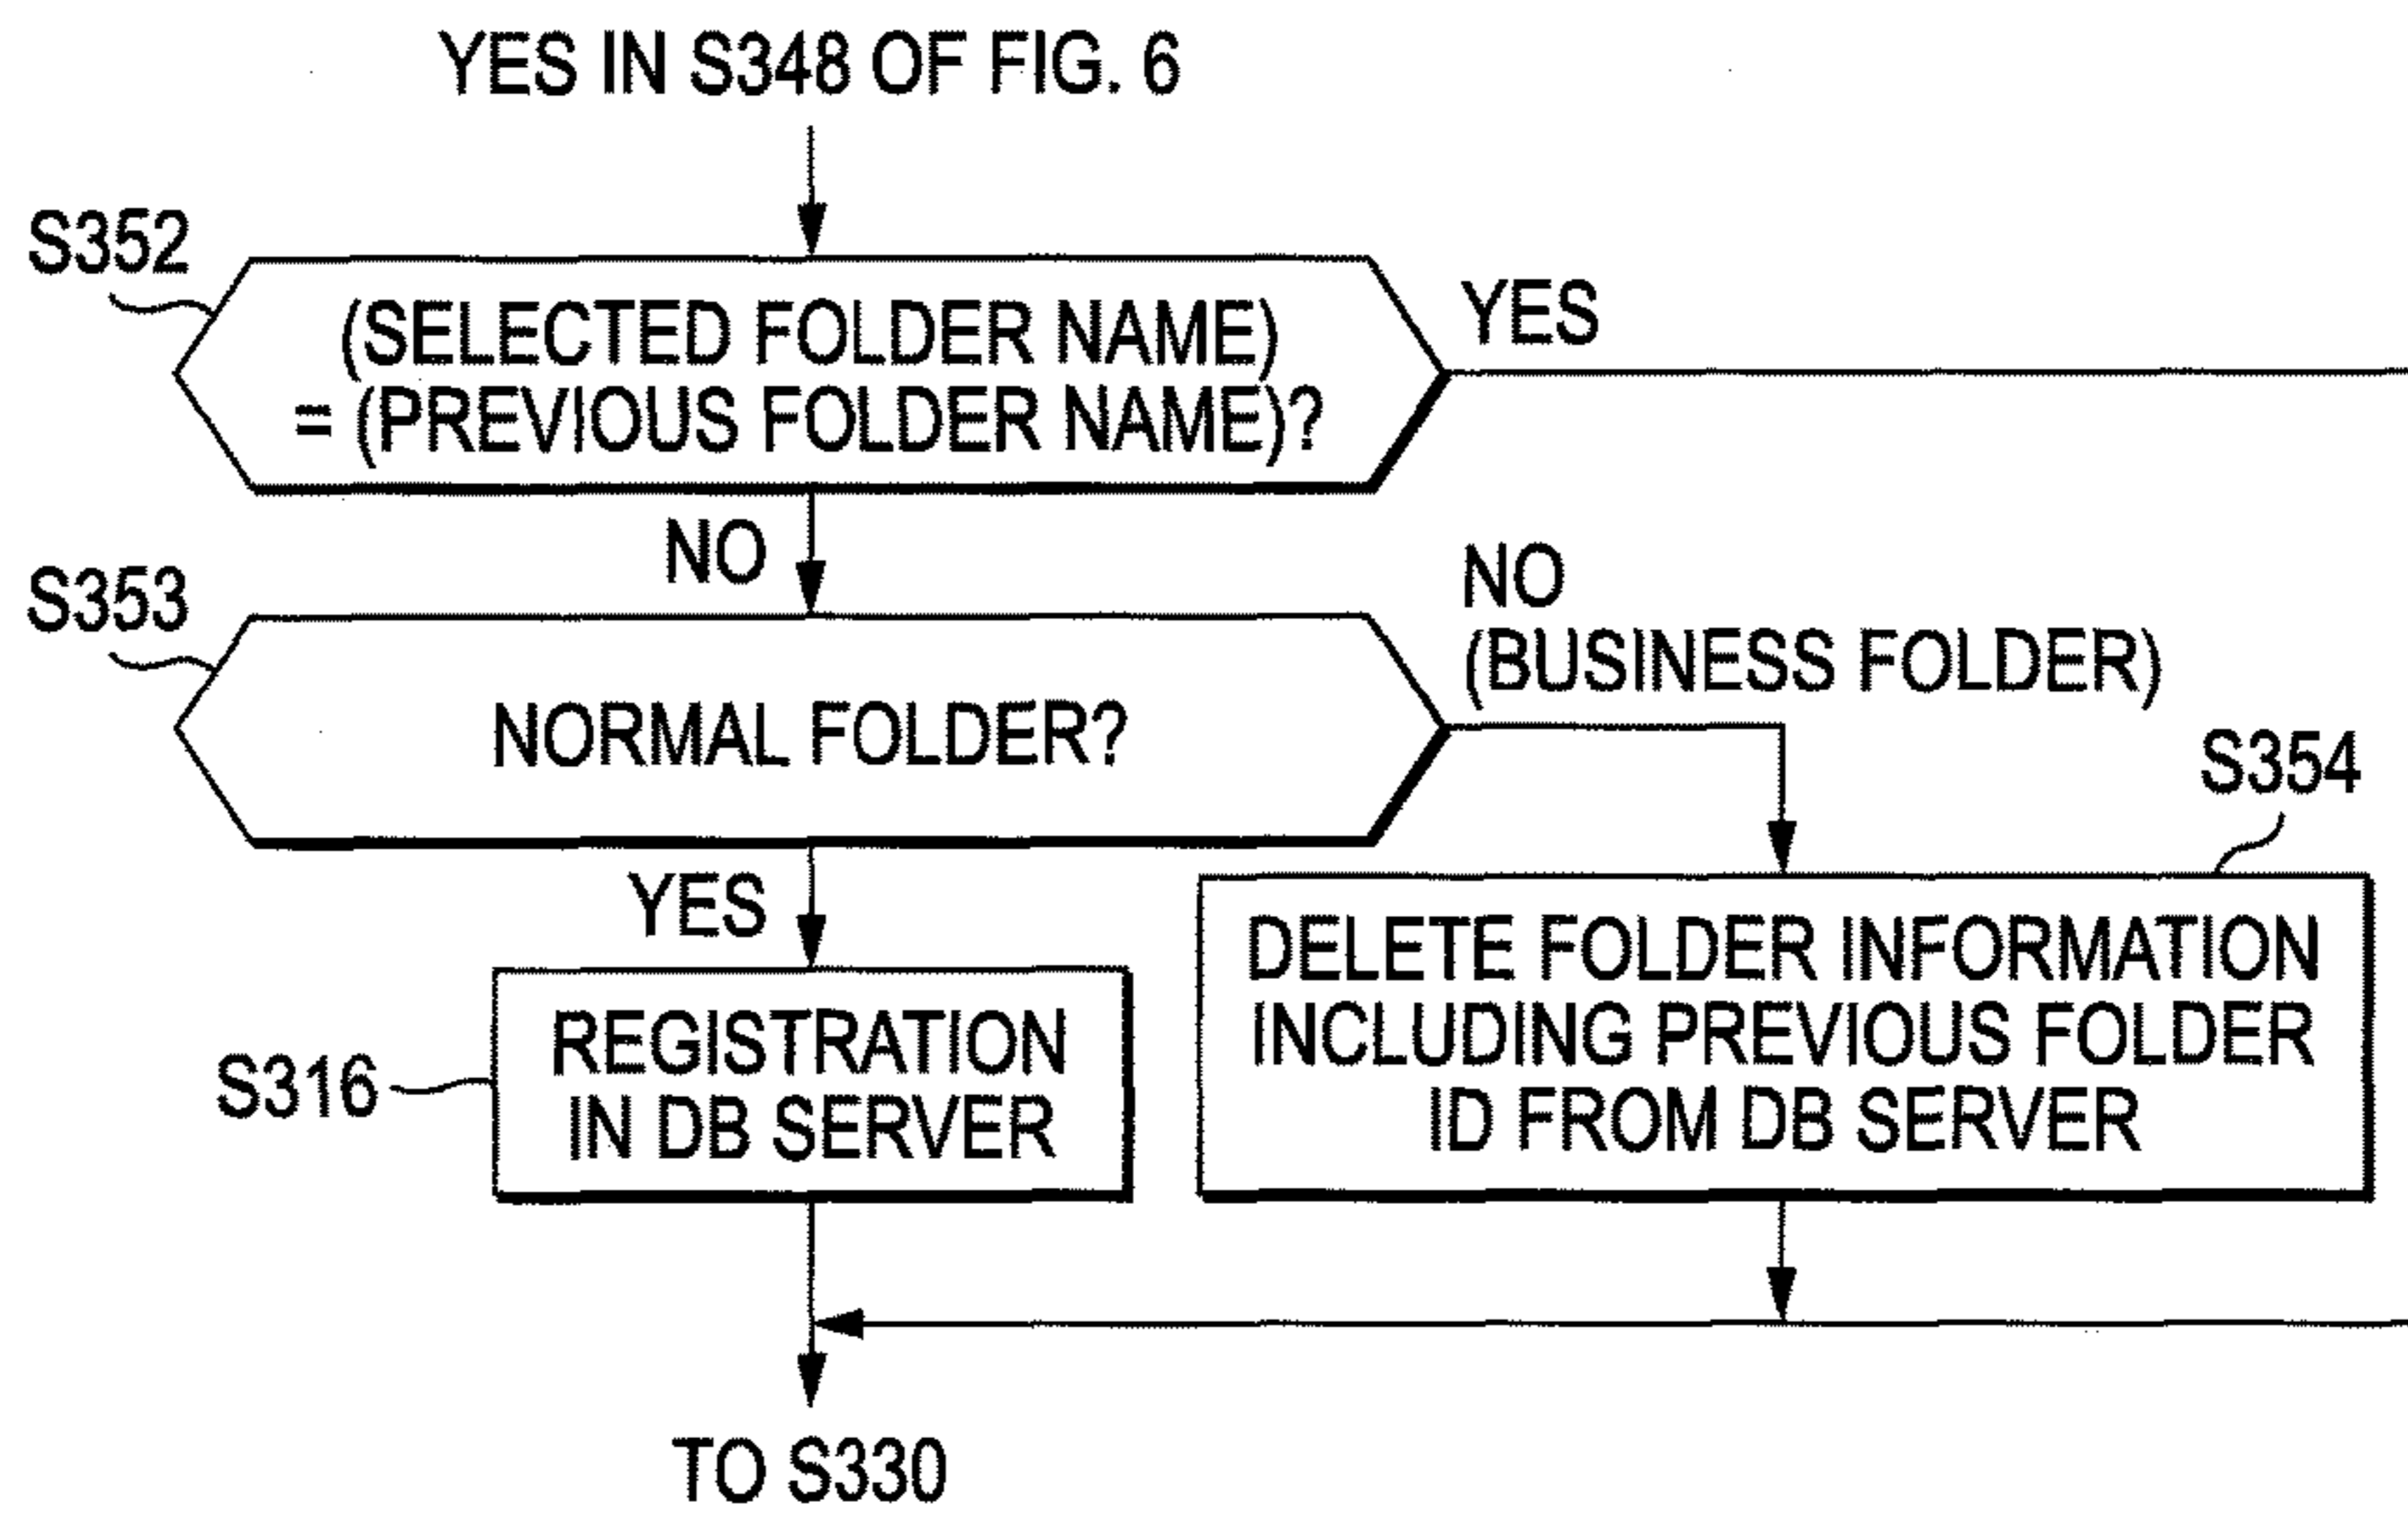 YES IN S348 OF FIG. 6
S352
(SELECTED FOLDER NAME)
= (PREVIOUS FOLDER NAME)?
YES
NO
S353
NORMAL FOLDER?
NO
(BUSINESS FOLDER)
S354
YES
DELETE FOLDER INFORMATION
INCLUDING PREVIOUS FOLDER
ID FROM DB SERVER
S316
REGISTRATION
IN DB SERVER
TO S330